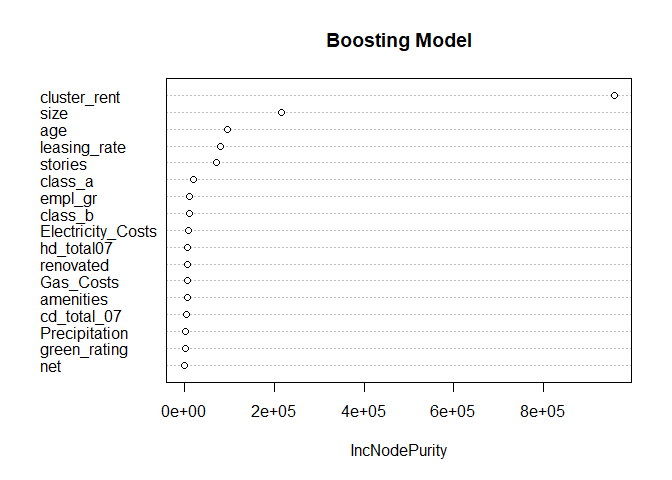 Boosting Model
cluster_rent
size
age
leasing_rate
stories
class_a
empl_gr
class_b
Electricity_Costs
hd_total07
renovated
Gas_Costs
amenities
cd_total_07
Precipitation
green_rating
net
0e+00 2e+05 4e+05 6e+05 8e+05
IncNodePurity